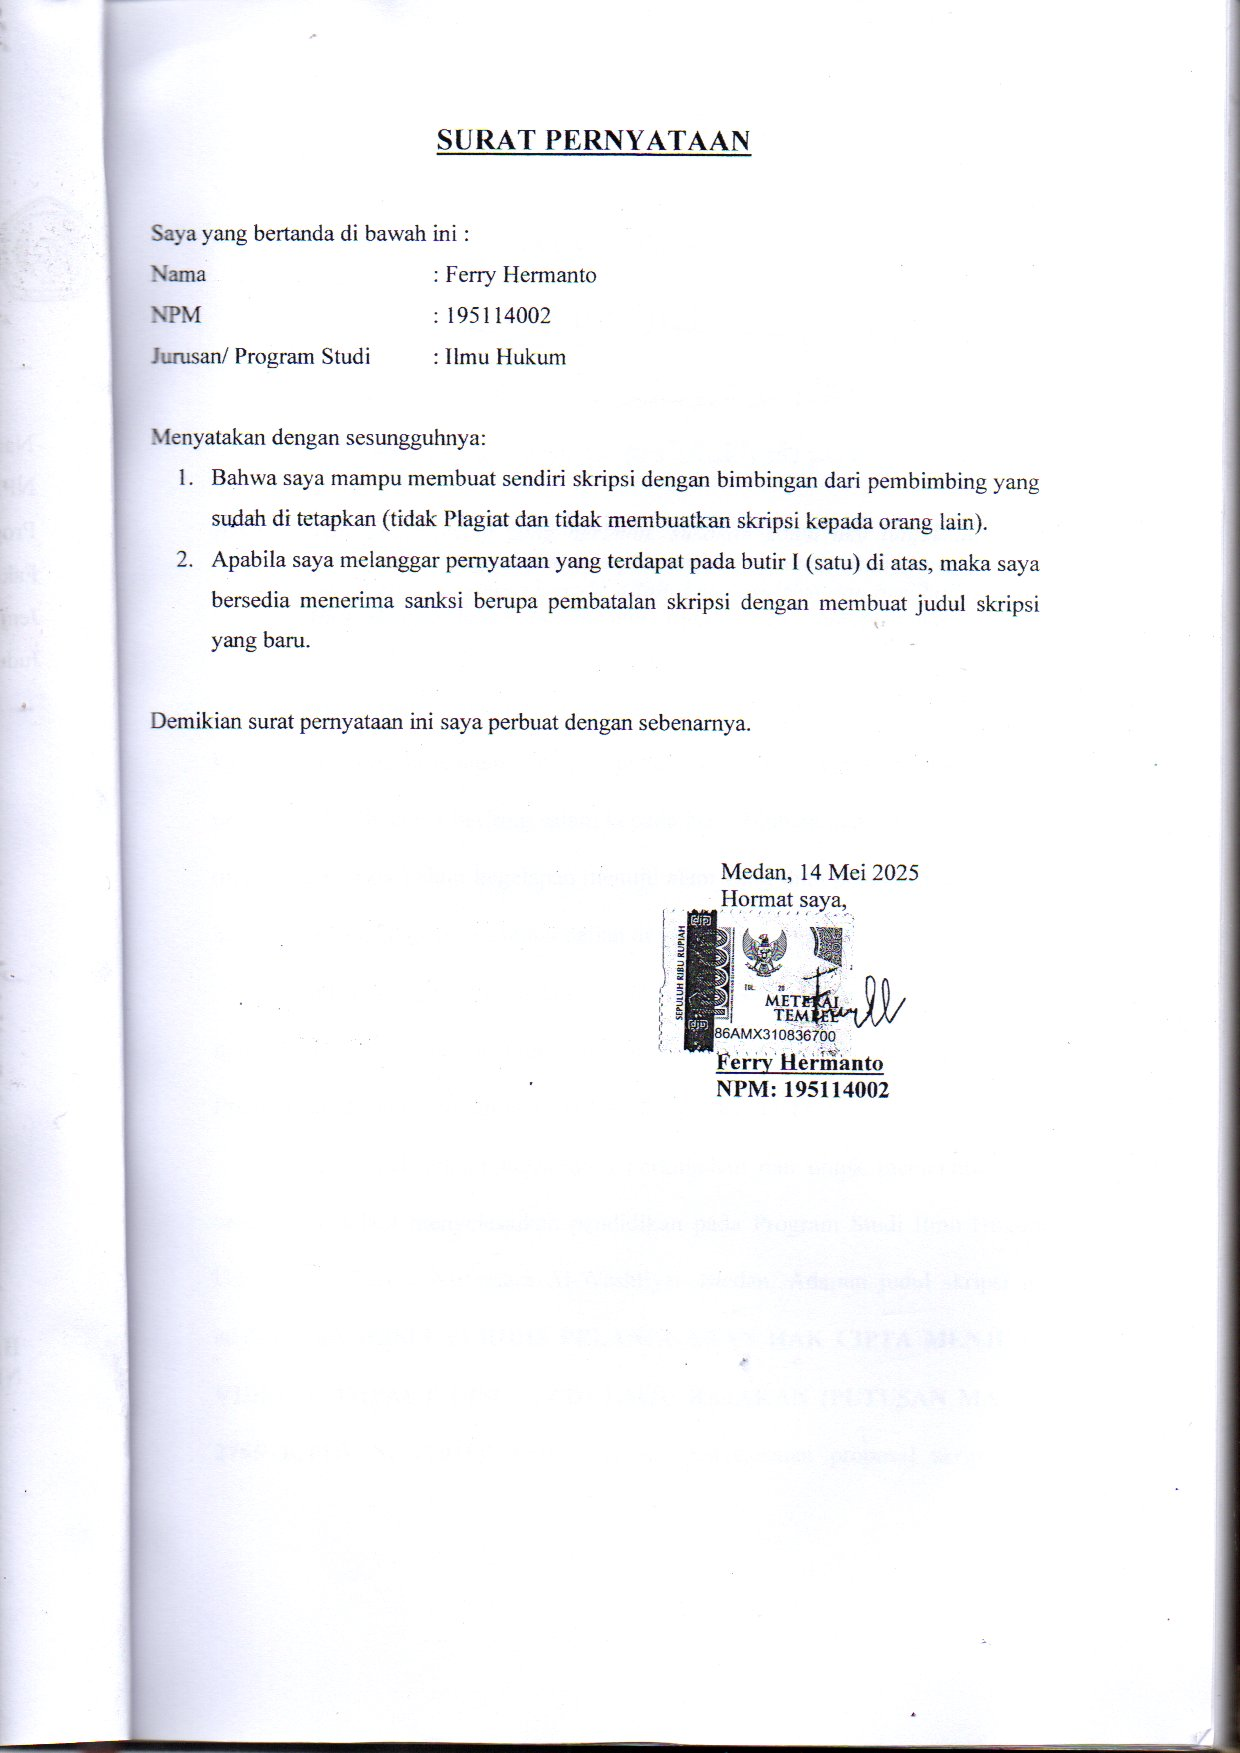 SURAT PERNYATAAN
Saya yang bertanda di bawah ini :
Nama : Ferry Hermanto
NPM : 195114002
Jurusan/ Program Studi : Ilmu Hukum
Menyatakan dengan sesungguhnya:
1. Bahwa saya mampu membuat sendiri skripsi dengan bimbingan dari pembimbing yang
sudah di tetapkan (tidak Plagiat dan tidak membuatkan skripsi kepada orang lain).
2. Apabila saya melanggar pernyataan yang terdapat pada butir I (satu) di atas, maka saya
bersedia menerima sanksi berupa pembatalan skripsi dengan membuat judul skripsi
yang baru.
Demikian surat pernyataan ini saya perbuat dengan sebenarnya.
Medan, 14 Mei 2025
Hormat saya,
SEPULUH RIBU RUPIAH
METERAI
TEMPEL
86AMX310836700
Ferry Hermanto
NPM: 195114002